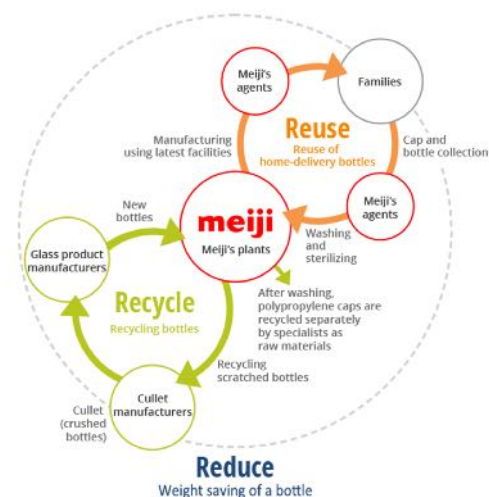 Meiji's
agents
Families
Reuse
Reuse of
home-delivery bottles
Manufacturing
using latest facilities
Cap and
bottle collection
Meiji's
agents
New
bottles
meiji
Meiji's plants
Washing
and
sterilizing
Glass product
manufacturers
Recycle
Recycling bottles
After washing,
polypropylene caps are
recycled separately
by specialists as
raw materials
Recycling
scratched bottles
Cullet
manufacturers
Cullet
(crushed
bottles)
Reduce
Weight saving of a bottle